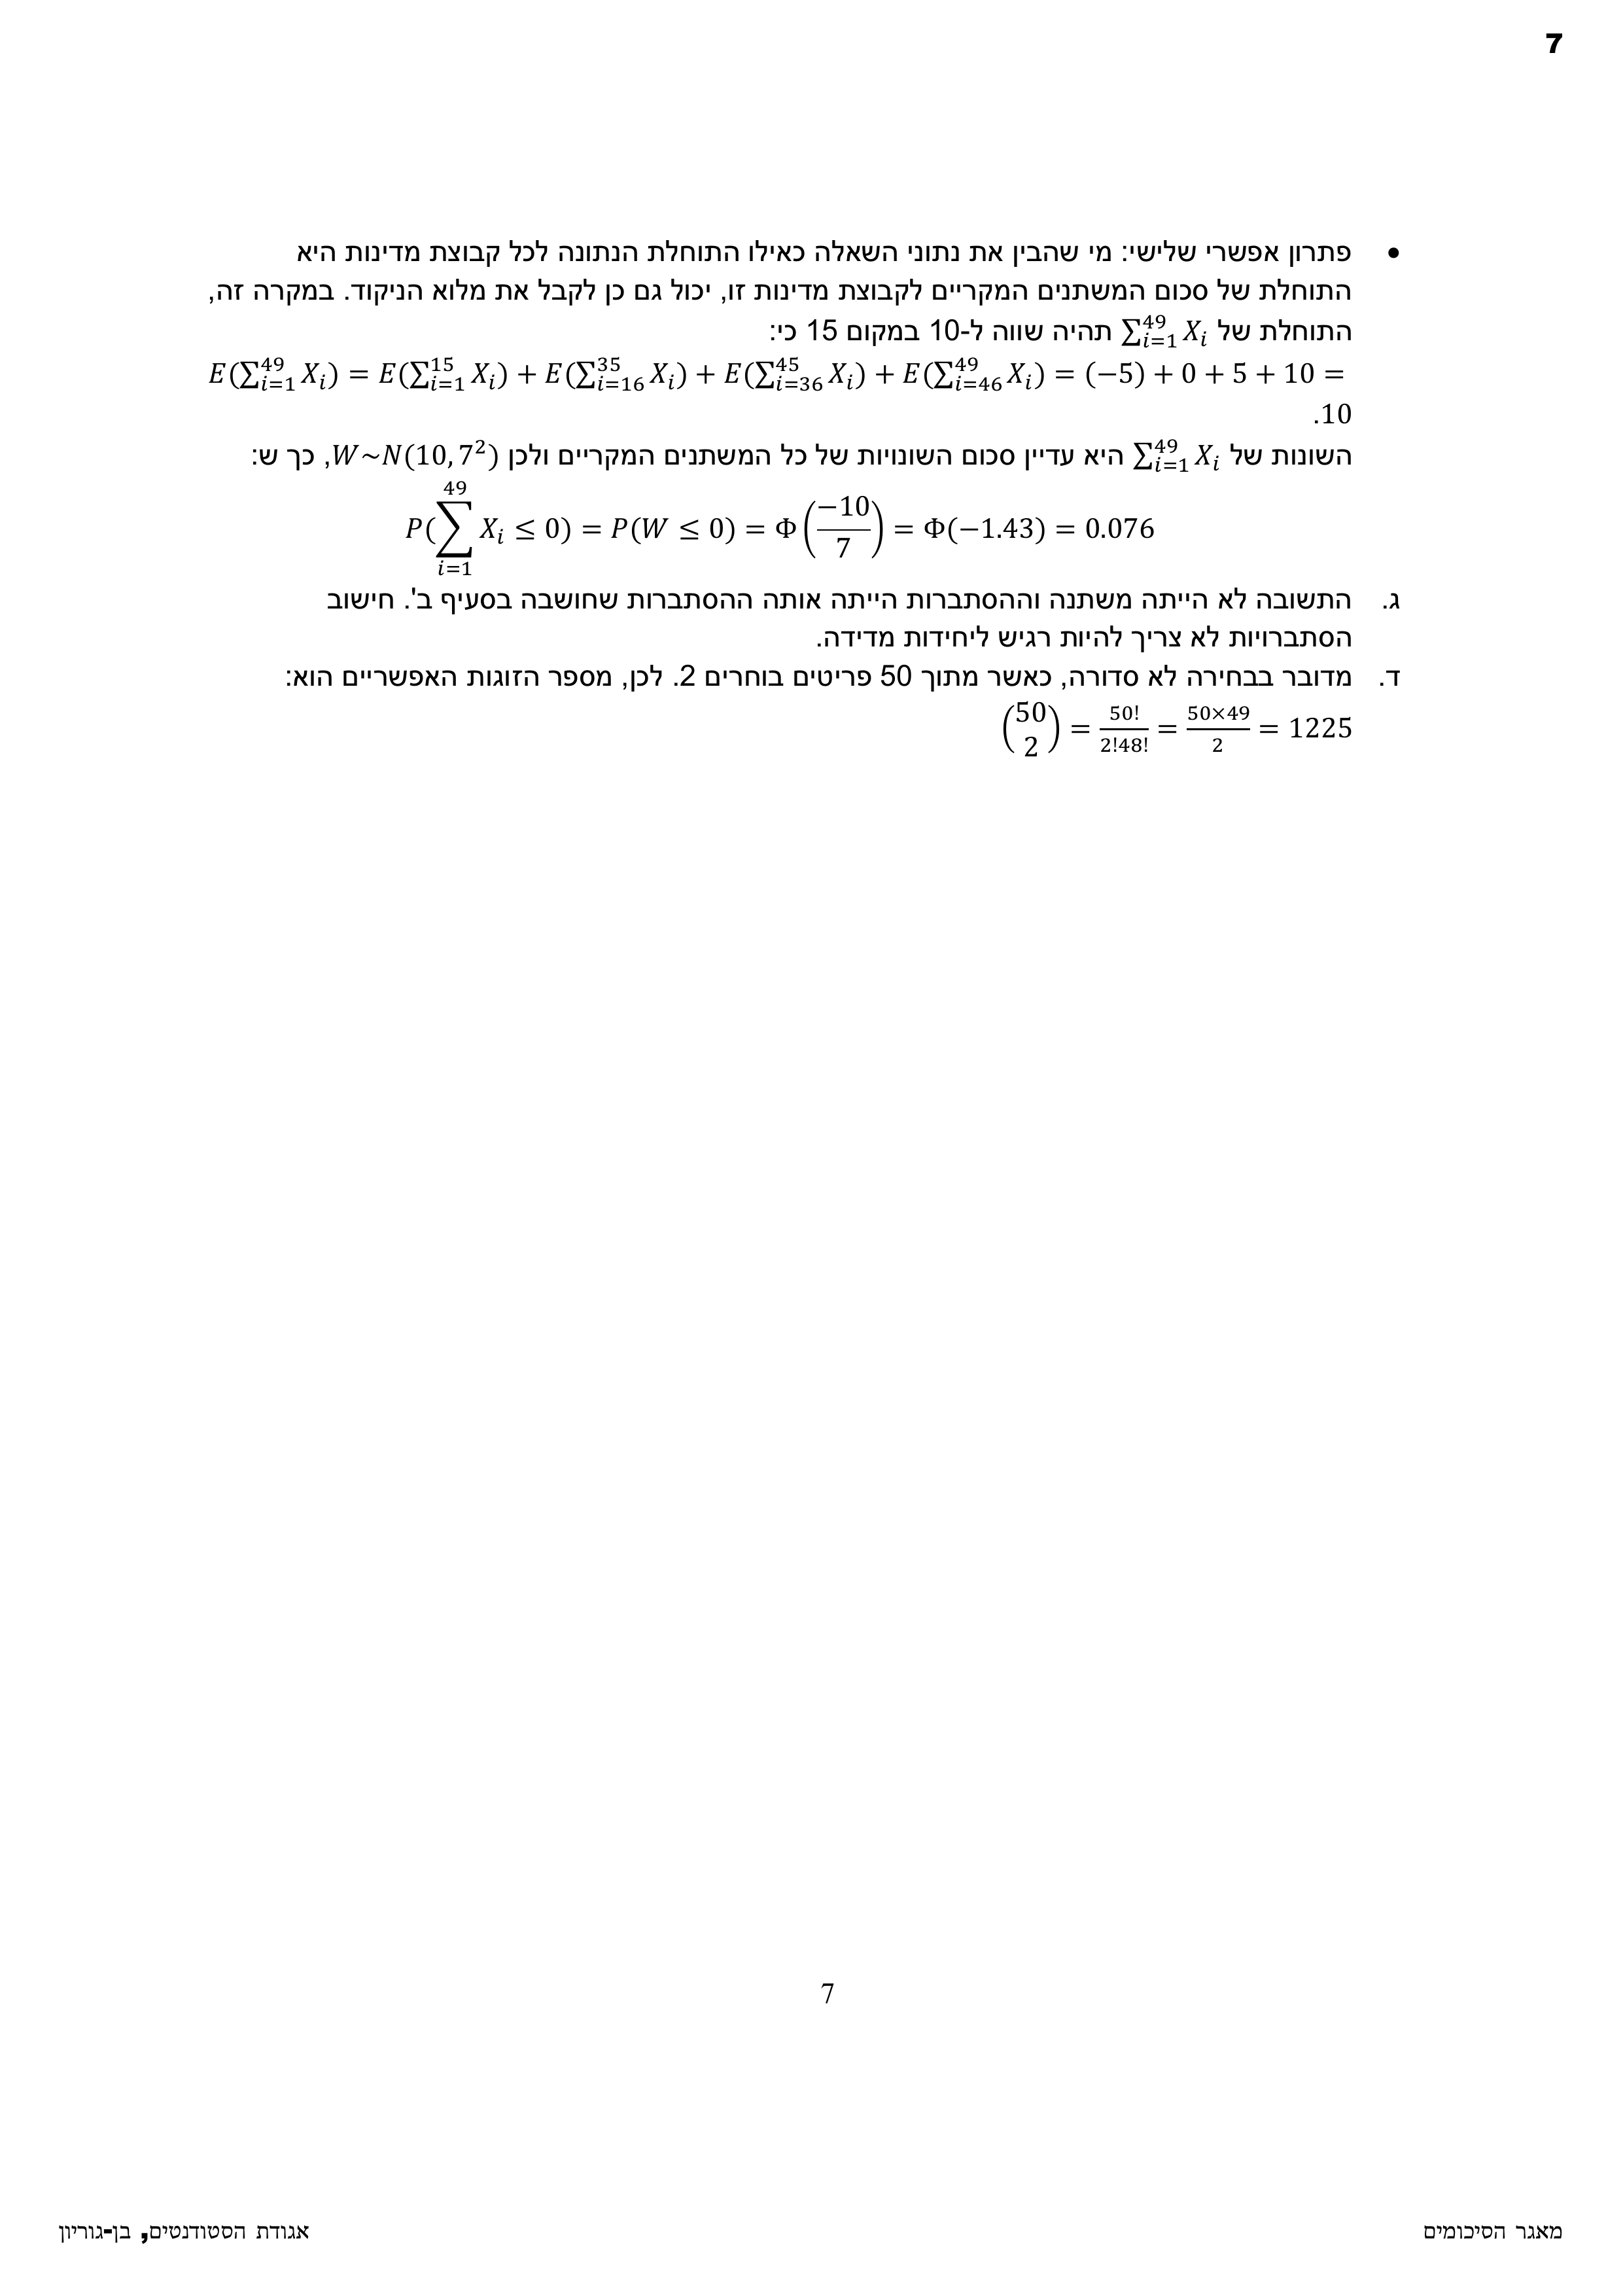 7
• פתרון אפשרי שלישי: מי שהבין את נתוני השאלה כאילו התוחלת הנתונה לכל קבוצת מדינות היא
התוחלת של סכום המשתנים המקריים לקבוצת מדינות זו, יכול גם כן לקבל את מלוא הניקוד. במקרה זה,
התוחלת של $\sum_{i=1}^{49} X_i$ תהיה שווה ל-10 במקום 15 כי:
$E(\sum_{i=1}^{49} X_i) = E(\sum_{i=1}^{15} X_i) + E(\sum_{i=16}^{35} X_i) + E(\sum_{i=36}^{45} X_i) + E(\sum_{i=46}^{49} X_i) = (-5) + 0 + 5 + 10 =$
10.
השונות של $\sum_{i=1}^{49} X_i$ היא עדיין סכום השונויות של כל המשתנים המקריים ולכן $W \sim N(10, 7^2)$, כך ש:
$P(\sum_{i=1}^{49} X_i \leq 0) = P(W \leq 0) = \Phi\left(\frac{-10}{7}\right) = \Phi(-1.43) = 0.076$
ג. התשובה לא הייתה משתנה וההסתברות הייתה אותה ההסתברות שחושבה בסעיף ב'. חישוב
הסתברויות לא צריך להיות רגיש ליחידות מדידה.
ד. מדובר בבחירה לא סדורה, כאשר מתוך 50 פריטים בוחרים 2. לכן, מספר הזוגות האפשריים הוא:
$\binom{50}{2} = \frac{50!}{2!48!} = \frac{50 \times 49}{2} = 1225$
7
מאגר הסיכומים
אגודת הסטודנטים, בן-גוריון